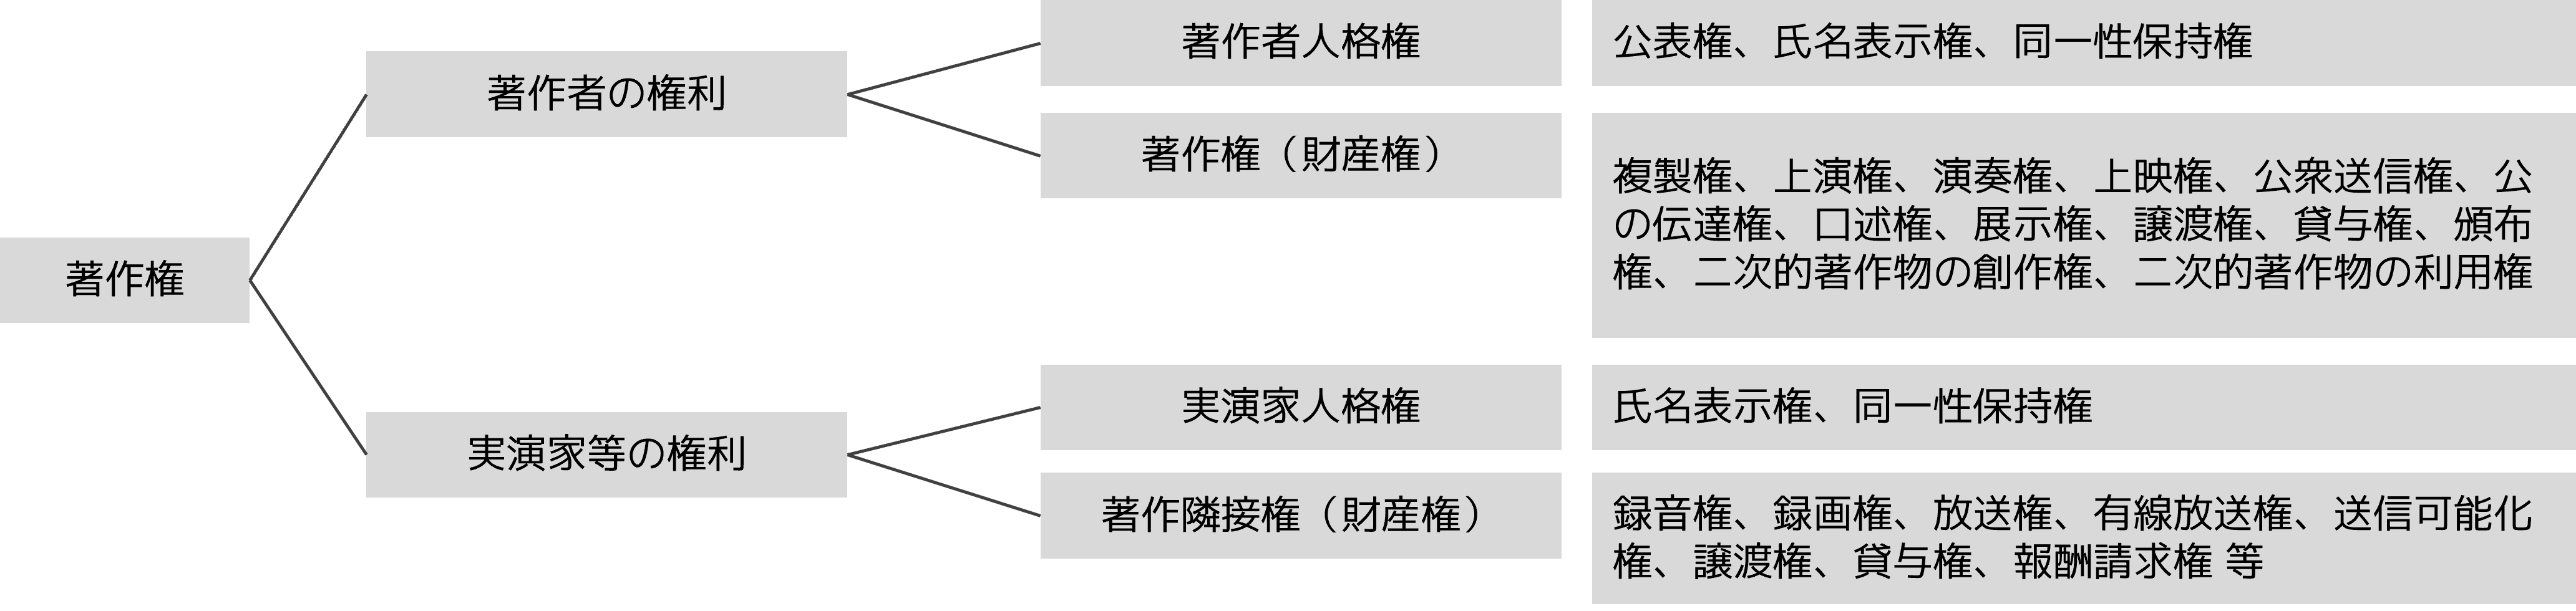 著作権
著作者の権利
著作者人格権
公表権、氏名表示権、同一性保持権
著作権（財産権）
複製権、上演権、演奏権、上映権、公衆送信権、公
の伝達権、口述権、展示権、譲渡権、貸与権、頒布
権、二次的著作物の創作権、二次的著作物の利用権
実演家等の権利
実演家人格権
氏名表示権、同一性保持権
著作隣接権（財産権）
録音権、録画権、放送権、有線放送権、送信可能化
権、譲渡権、貸与権、報酬請求権 等